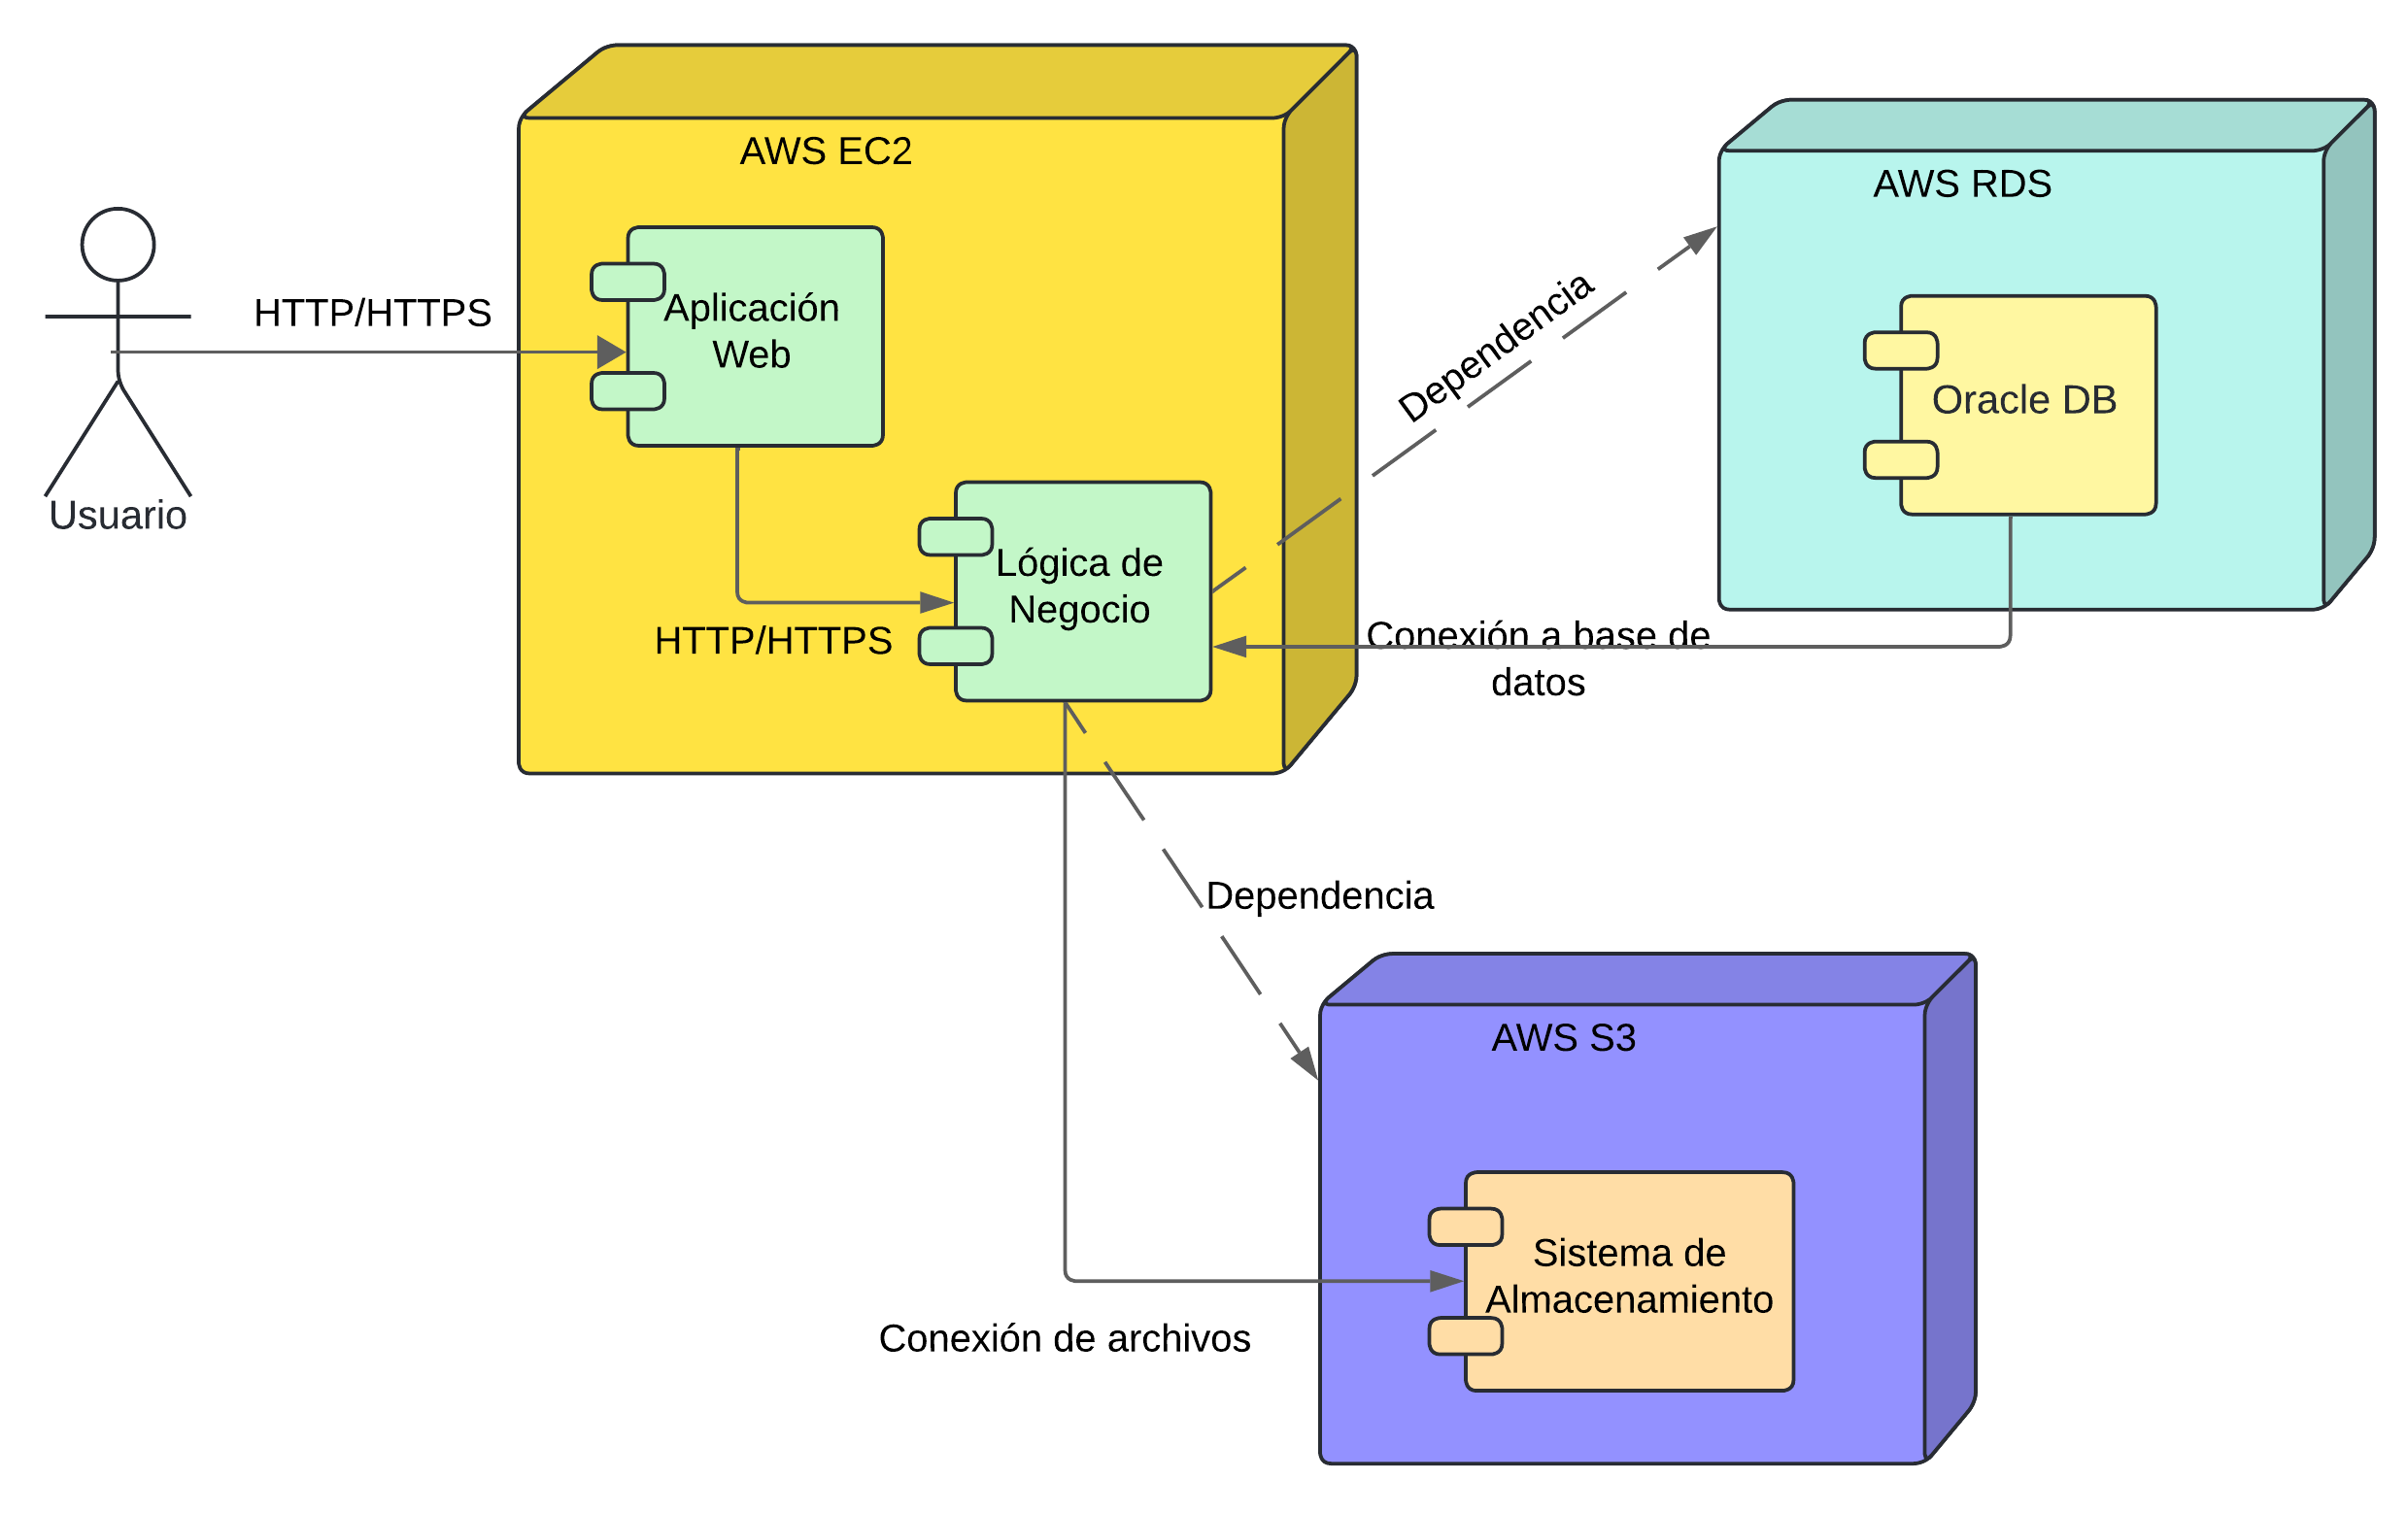 AWS EC2
AWS RDS
HTTP/HTTPS
Aplicación
Web
Dependencia
Oracle DB
Usuario
Lógica de
Negocio
HTTP/HTTPS
Conexión a base de
datos
Dependencia
AWS S3
Sistema de
Almacenamiento
Conexión de archivos